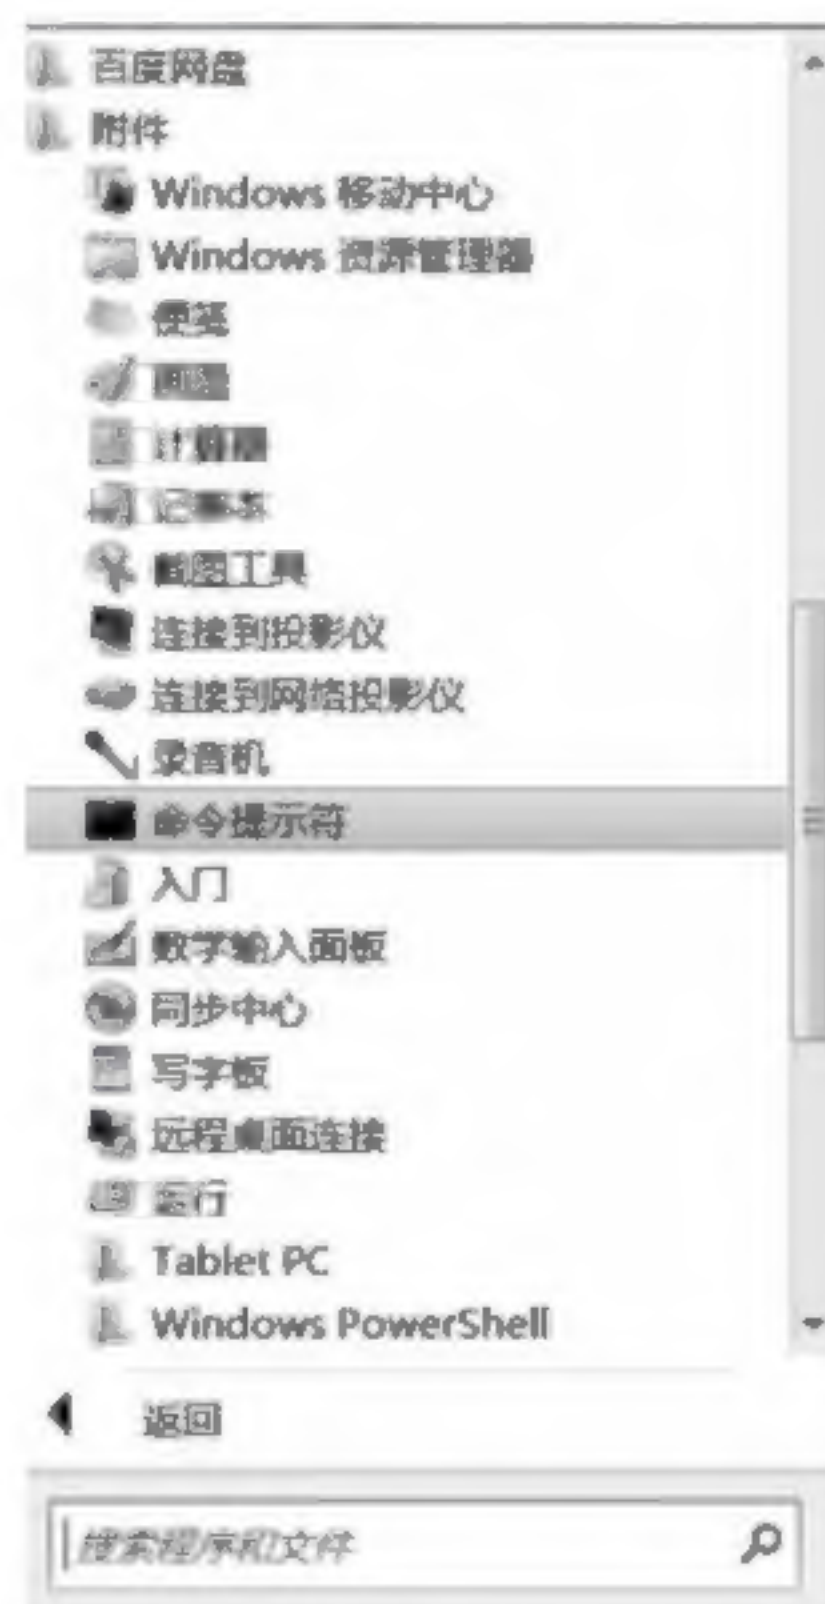 百度网盘
附件
Windows 移动中心
Windows 资源管理器
便笺
画图
计算器
记事本
截图工具
连接到投影仪
连接到网络投影仪
录音机
命令提示符
入门
数学输入面板
同步中心
写字板
远程桌面连接
运行
Tablet PC
Windows PowerShell
返回
搜索程序和文件